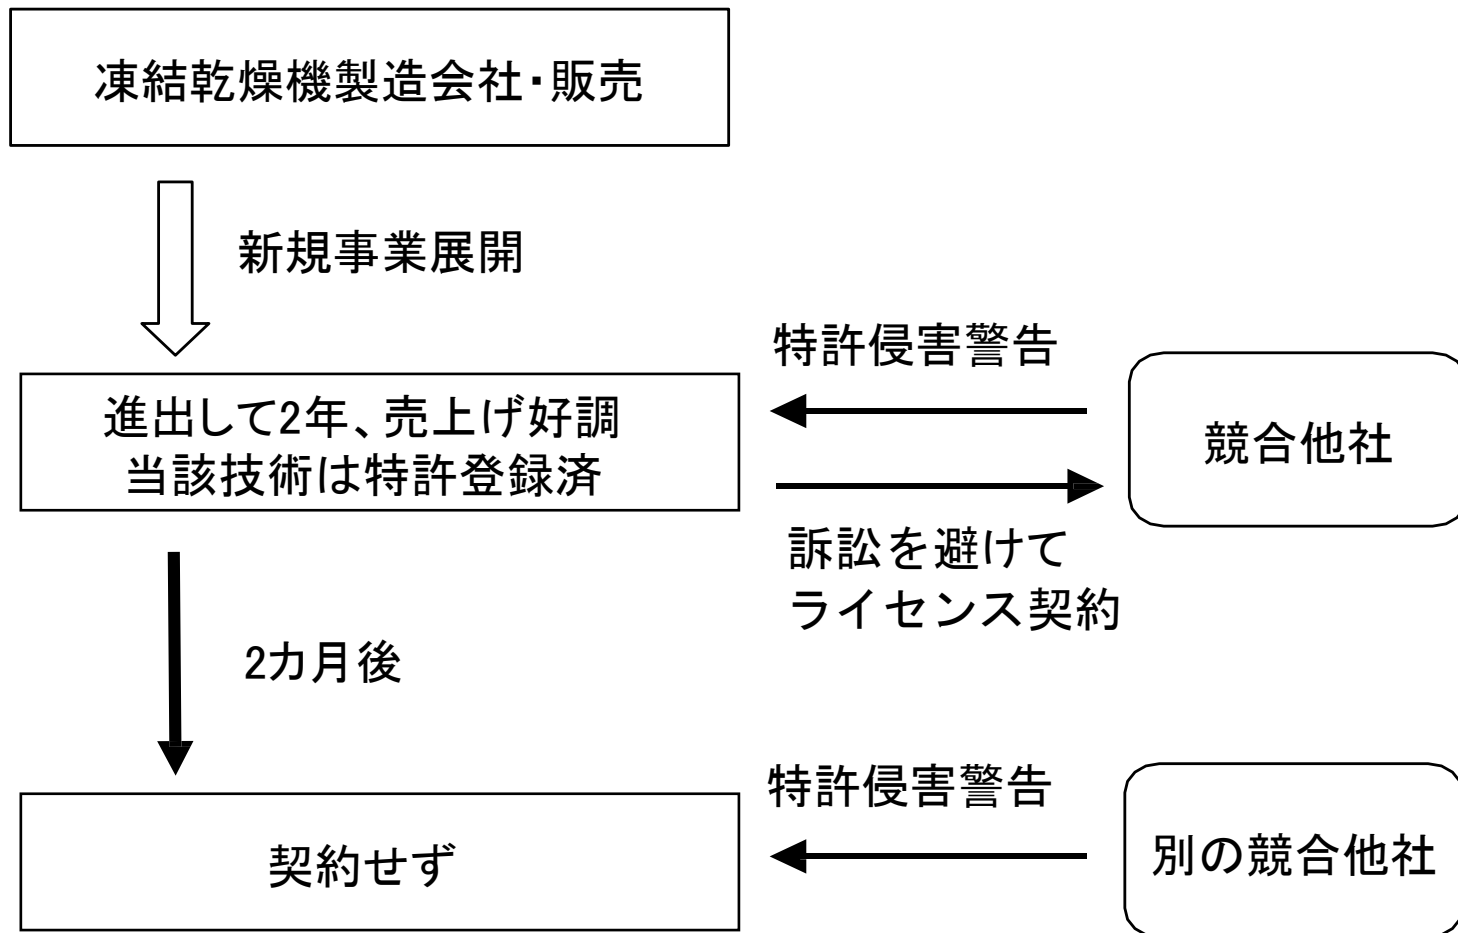 凍結乾燥機製造会社・販売
新規事業展開
特許侵害警告
進出して2年、売上げ好調
当該技術は特許登録済
競合他社
訴訟を避けて
ライセンス契約
2カ月後
特許侵害警告
契約せず
別の競合他社